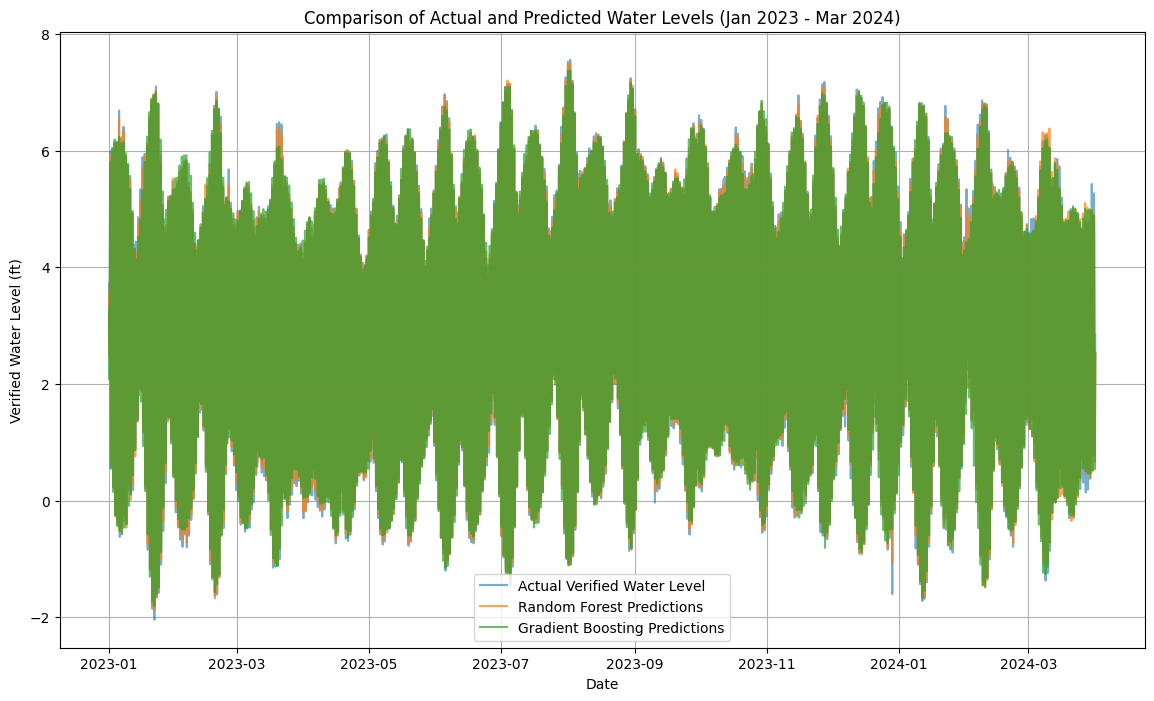 Comparison of Actual and Predicted Water Levels (Jan 2023 - Mar 2024)
8
6
4
2
0
−2
Verified Water Level (ft)
Actual Verified Water Level
Random Forest Predictions
Gradient Boosting Predictions
2023-01 2023-03 2023-05 2023-07 2023-09 2023-11 2024-01 2024-03
Date